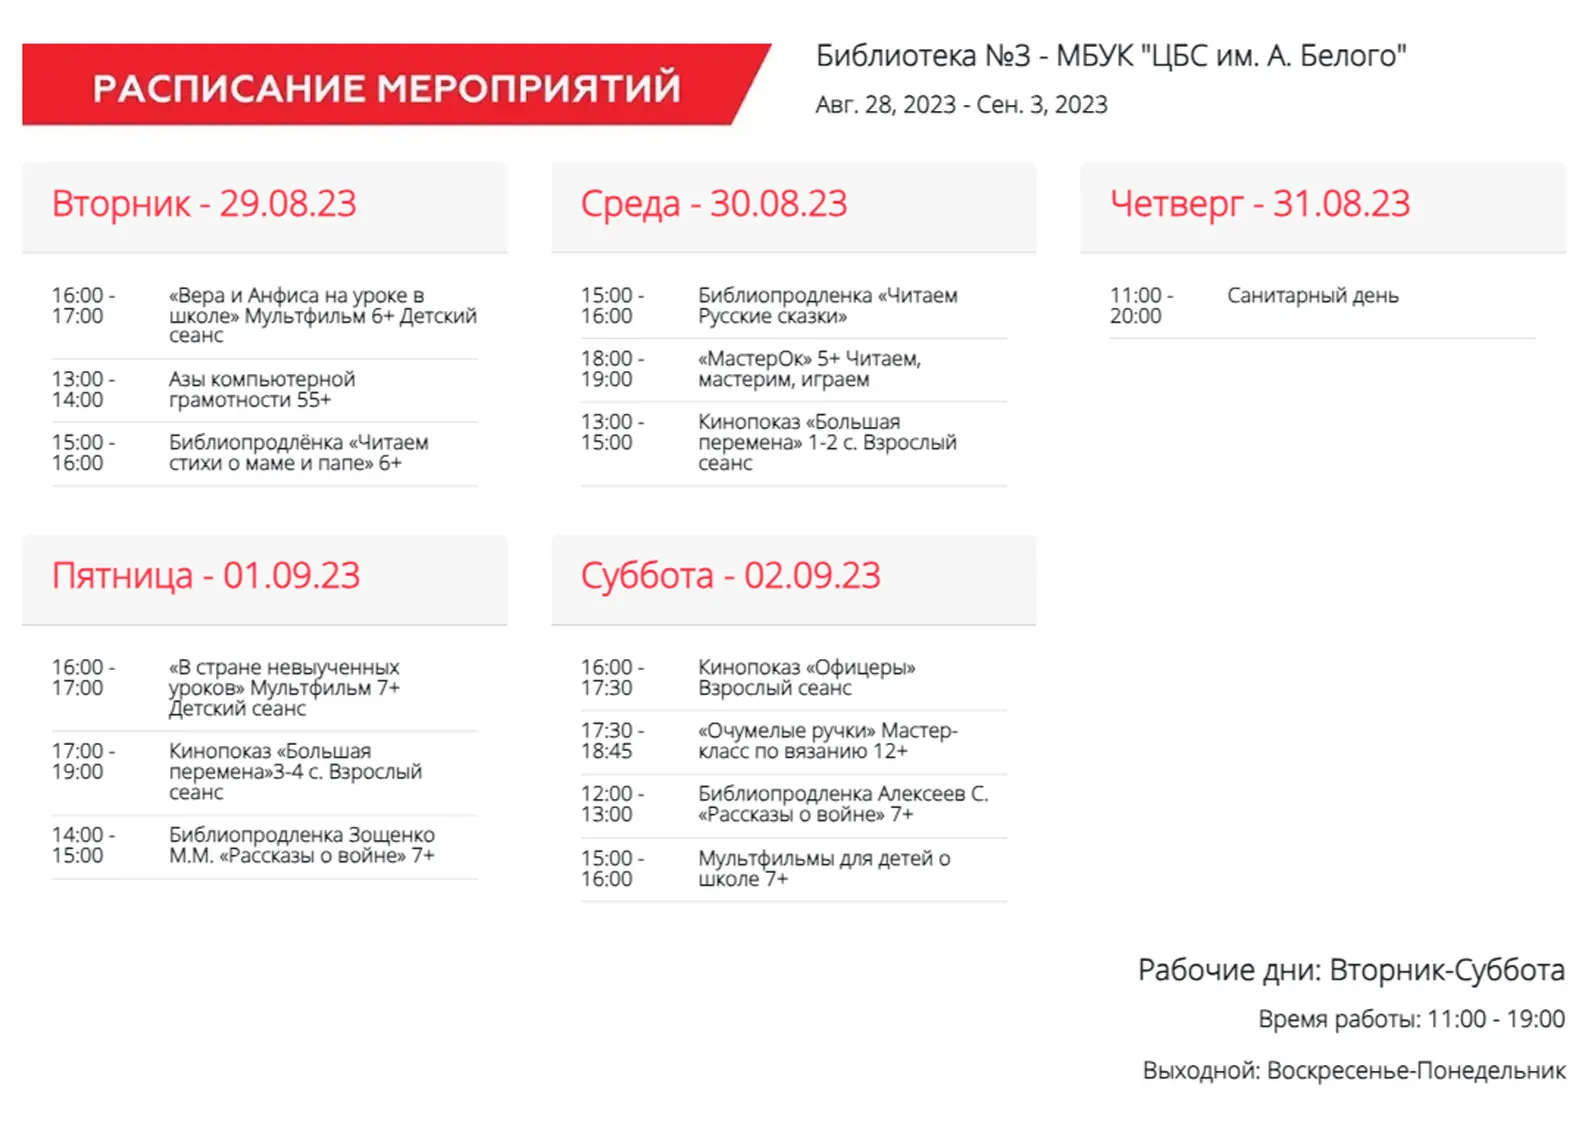 РАСПИСАНИЕ МЕРОПРИЯТИЙ
Библиотека №3 - МБУК "ЦБС им. А. Белого"
Авг. 28, 2023 - Сен. 3, 2023
Вторник - 29.08.23
16:00 -
17:00
«Вера и Анфиса на уроке в
школе» Мультфильм 6+ Детский
сеанс
13:00 -
14:00
Азы компьютерной
грамотности 55+
15:00 -
16:00
Библиопродлёнка «Читаем
стихи о маме и папе» 6+
Среда - 30.08.23
15:00 -
16:00
Библиопродленка «Читаем
Русские сказки»
18:00 -
19:00
«МастерОк» 5+ Читаем,
мастерим, играем
13:00 -
15:00
Кинопоказ «Большая
перемена» 1-2 с. Взрослый
сеанс
Четверг - 31.08.23
11:00 -
20:00
Санитарный день
Пятница - 01.09.23
16:00 -
17:00
«В стране невыученных
уроков» Мультфильм 7+
Детский сеанс
17:00 -
19:00
Кинопоказ «Большая
перемена»3-4 с. Взрослый
сеанс
14:00 -
15:00
Библиопродленка Зощенко
М.М. «Рассказы о войне» 7+
Суббота - 02.09.23
16:00 -
17:30
Кинопоказ «Офицеры»
Взрослый сеанс
17:30 -
18:45
«Очумелые ручки» Мастер-
класс по вязанию 12+
12:00 -
13:00
Библиопродленка Алексеев С.
«Рассказы о войне» 7+
15:00 -
16:00
Мультфильмы для детей о
школе 7+
Рабочие дни: Вторник-Суббота
Время работы: 11:00 - 19:00
Выходной: Воскресенье-Понедельник